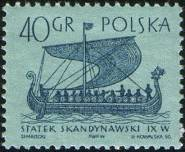 40GR POLSKA
STATEK SKANDYNAWSKI IX W.